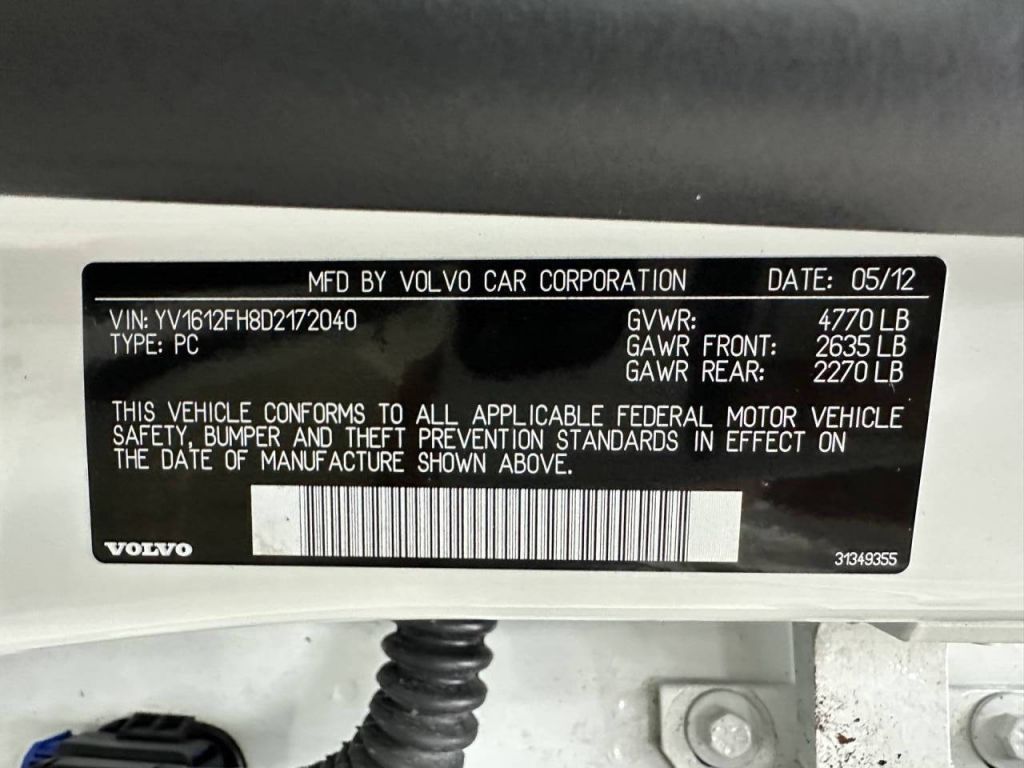 MFD BY VOLVO CAR CORPORATION DATE: 05/12
VIN: YV1612FH8D2172040 GVWR: 4770 LB
TYPE: PC GAWR FRONT: 2635 LB
GAWR REAR: 2270 LB
THIS VEHICLE CONFORMS TO ALL APPLICABLE FEDERAL MOTOR VEHICLE
SAFETY, BUMPER AND THEFT PREVENTION STANDARDS IN EFFECT ON
THE DATE OF MANUFACTURE SHOWN ABOVE.
VOLVO 31349355